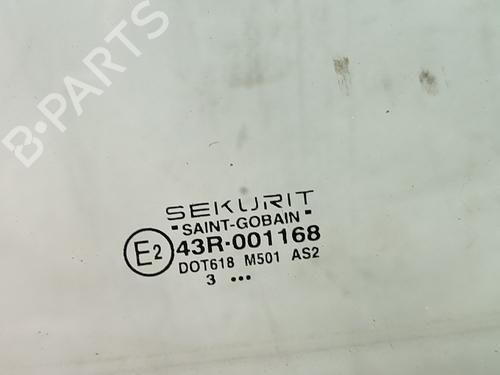 B-PARTS
SEKURIT
SAINT-GOBAIN
E2 43R-001168
DOT618 M501 AS2
3 •••